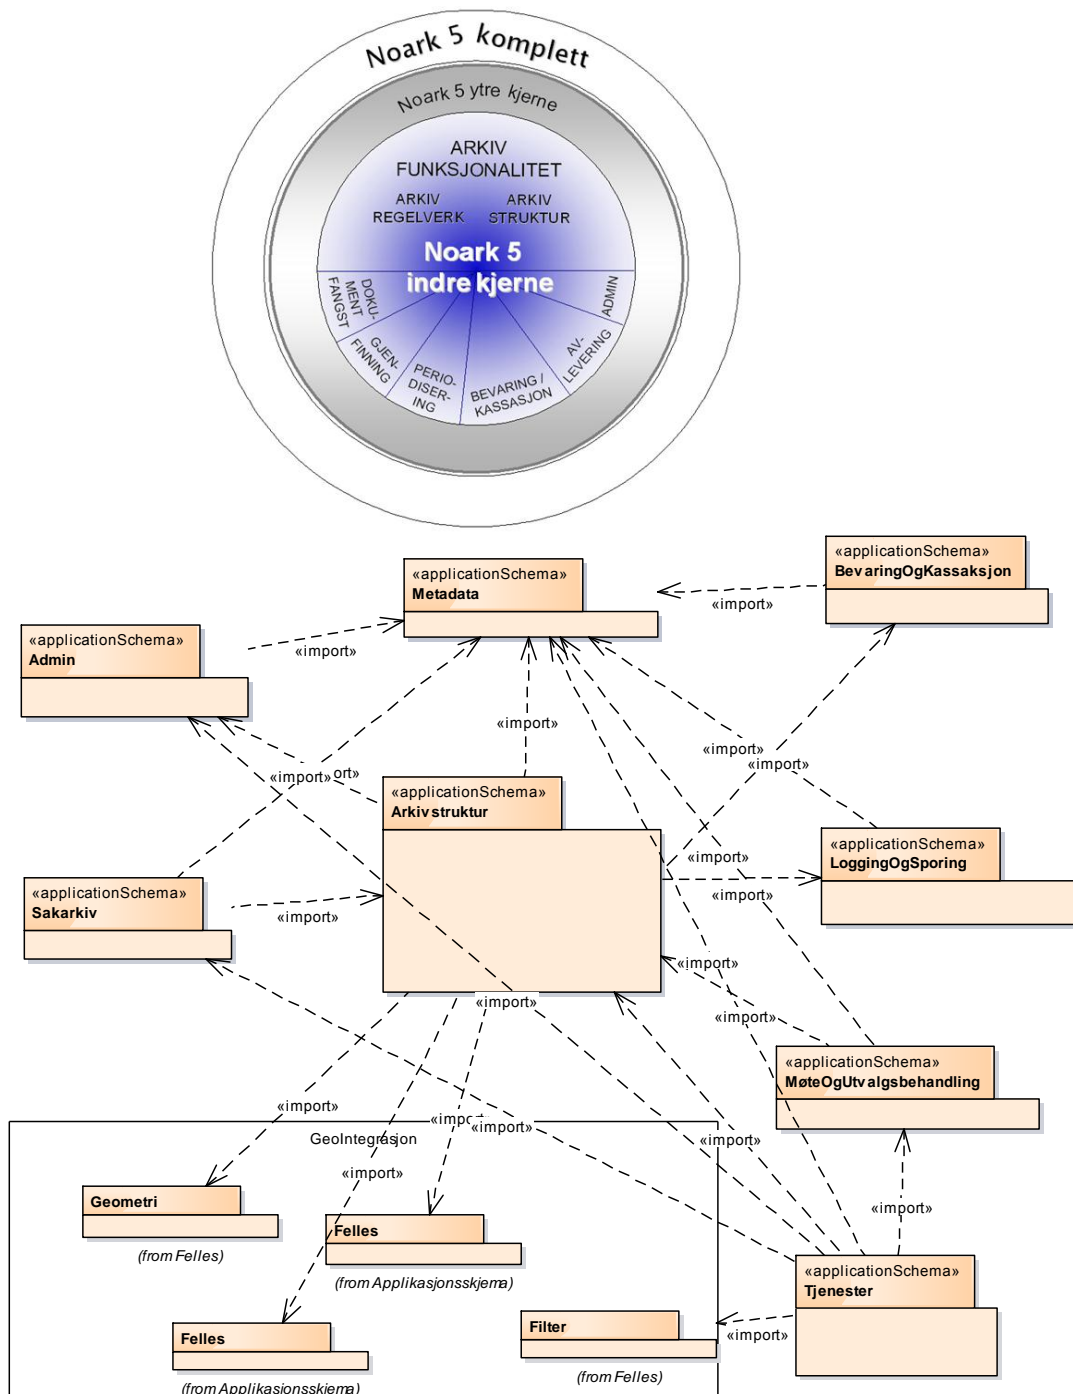 Noark 5 komplett
Noark 5 ytre kjerne
ARKIV
FUNKSJONALITET
ARKIV
REGELVERK
ARKIV
STRUKTUR
Noark 5
indre kjerne
DOKU-
MENT
FANGST
GJEN-
FINNING
PERIO-
DISER-
ING
BEVARING /
KASSASJON
AV-
LEVERING
ADMIN
«applicationSchema»
BevaringOgKassaksjon
«applicationSchema»
Metadata
«import»
«applicationSchema»
Admin
«import»
«import»
«import»
«import»
«import»
ort»
«applicationSchema»
Arkivstruktur
«applicationSchema»
LoggingOgSporing
«import»
«import»
«applicationSchema»
Sakarkiv
«import»
«import»
«import»
«import»
«applicationSchema»
MøteOgUtvalgsbehandling
«import»
«import»
«import»
«import»
GeoIntegrasjon
«import»
Geometri
(from Felles)
«import»
Felles
(from Applikasjonsskjema)
«applicationSchema»
Tjenester
Filter
(from Felles)
«import»
Felles
(from Applikasjonsskjema)